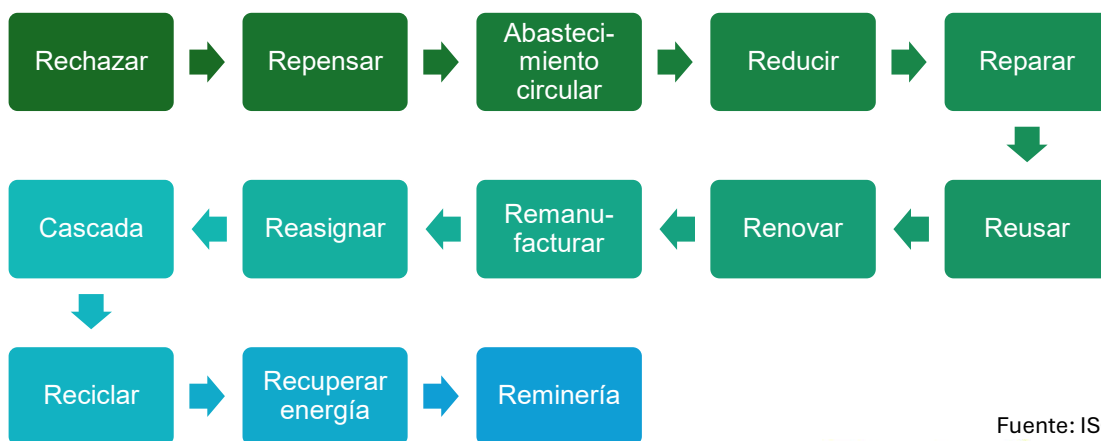 Rechazar
Repensar
Abasteci-
miento
circular
Reducir
Reparar
Cascada
Reasignar
Remanu-
facturar
Renovar
Reusar
Reciclar
Recuperar
energía
Reminería
Fuente: IS